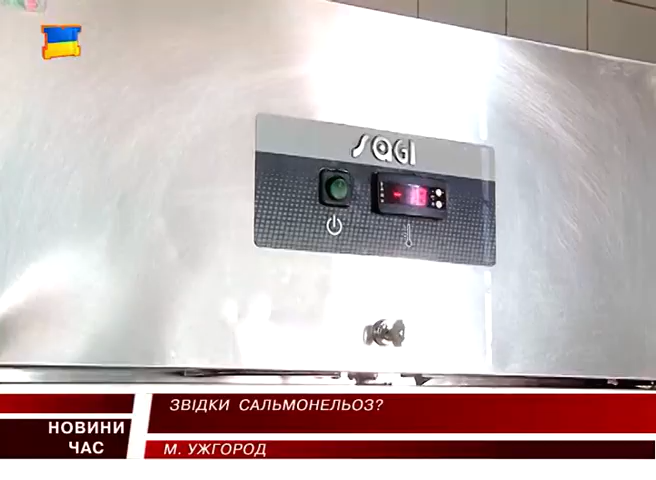 SAGI
ЗВІДКИ САЛЬМОНЕЛЬОЗ?
НОВИНИ
ЧАС
М. УЖГОРОД